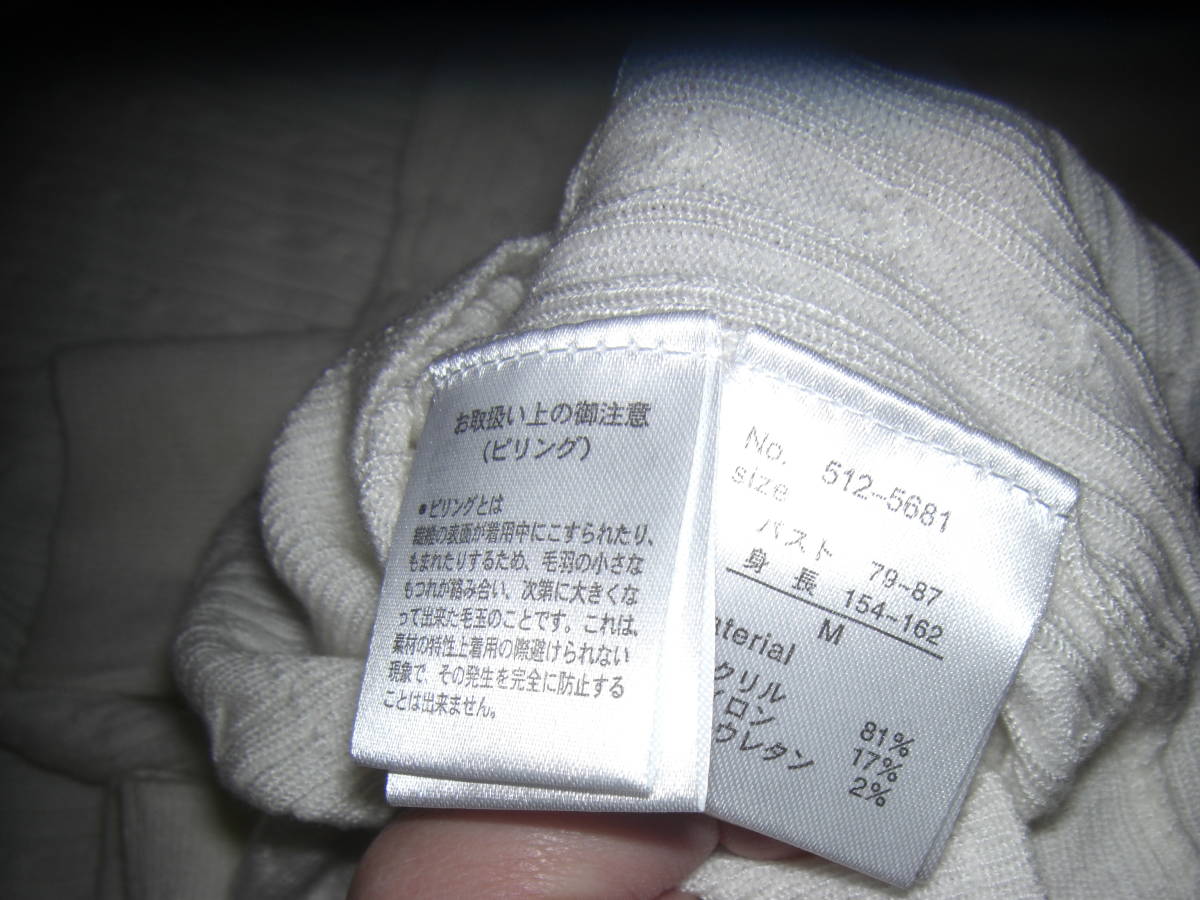 お取扱い上の御注意
(ピリング)
●ピリングとは
繊維の表面が着用中にこすられたり、
もまれたりするため、毛羽の小さな
もつれが絡み合い、次第に大きくな
って出来た毛玉のことです。これは、
素材の特性上着用の際避けられない
現象で、その発生を完全に防止する
ことは出来ません。
No. 512-5681
size
バスト 79~87
身長 154~162
M
aterial
クリル 81%
イロン 17%
ウレタン 2%